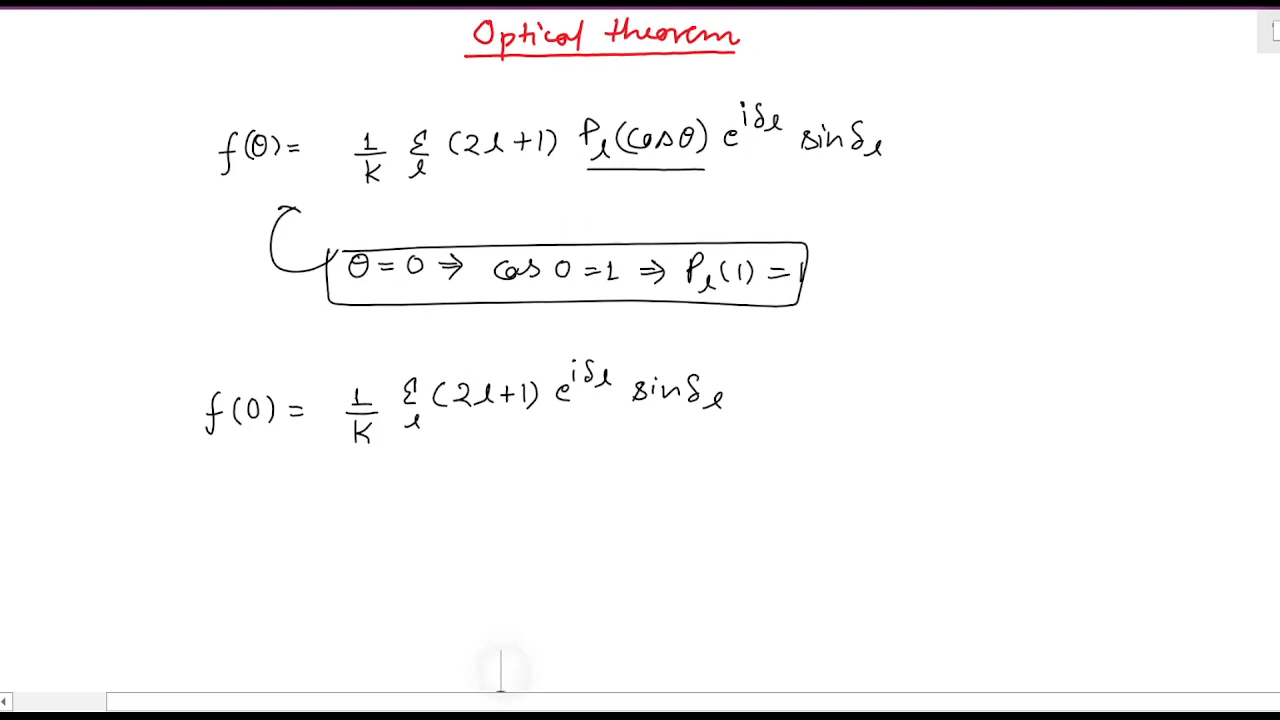 Optical theorem
f(θ) = 1/K Σ_l (2l+1) P_l(cosθ) e^{iδ_l} sinδ_l
θ = 0 ⇒ cos 0 = 1 ⇒ P_l(1) = 1
f(0) = 1/K Σ_l (2l+1) e^{iδ_l} sinδ_l